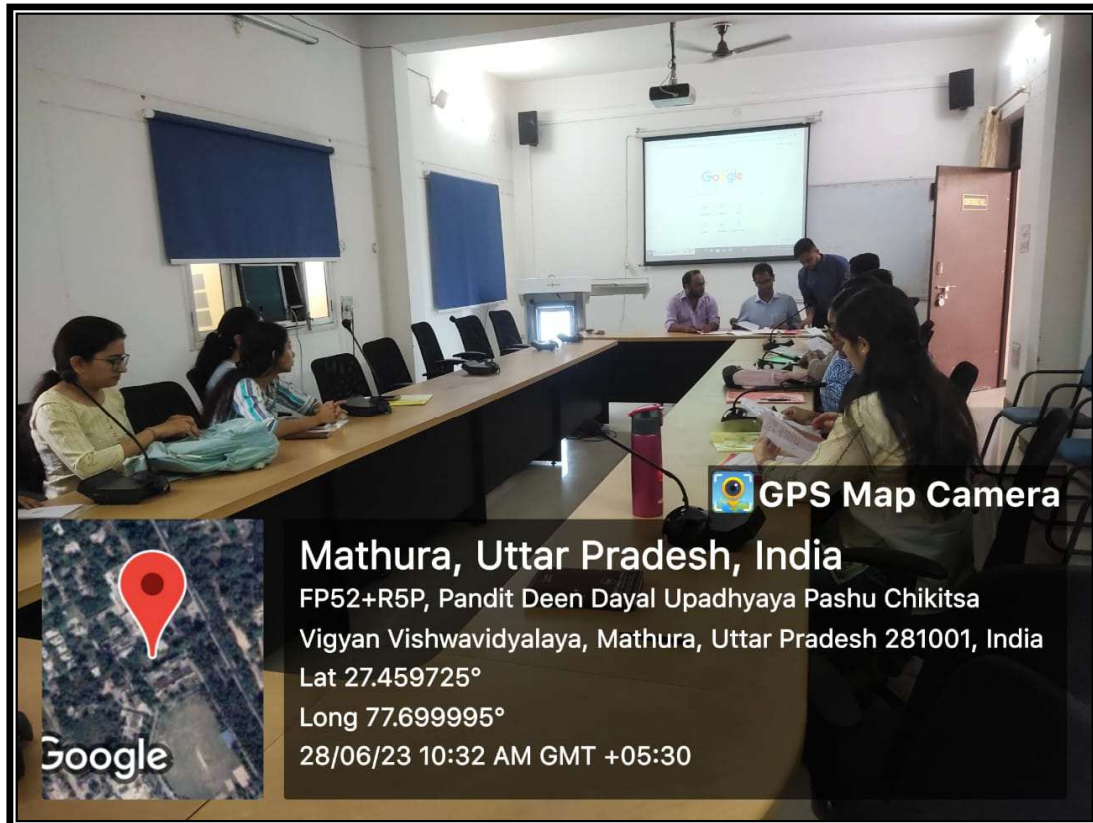 Google
GPS Map Camera
Mathura, Uttar Pradesh, India
FP52+R5P, Pandit Deen Dayal Upadhyaya Pashu Chikitsa
Vigyan Vishwavidyalaya, Mathura, Uttar Pradesh 281001, India
Lat 27.459725°
Long 77.699995°
28/06/23 10:32 AM GMT +05:30
Google